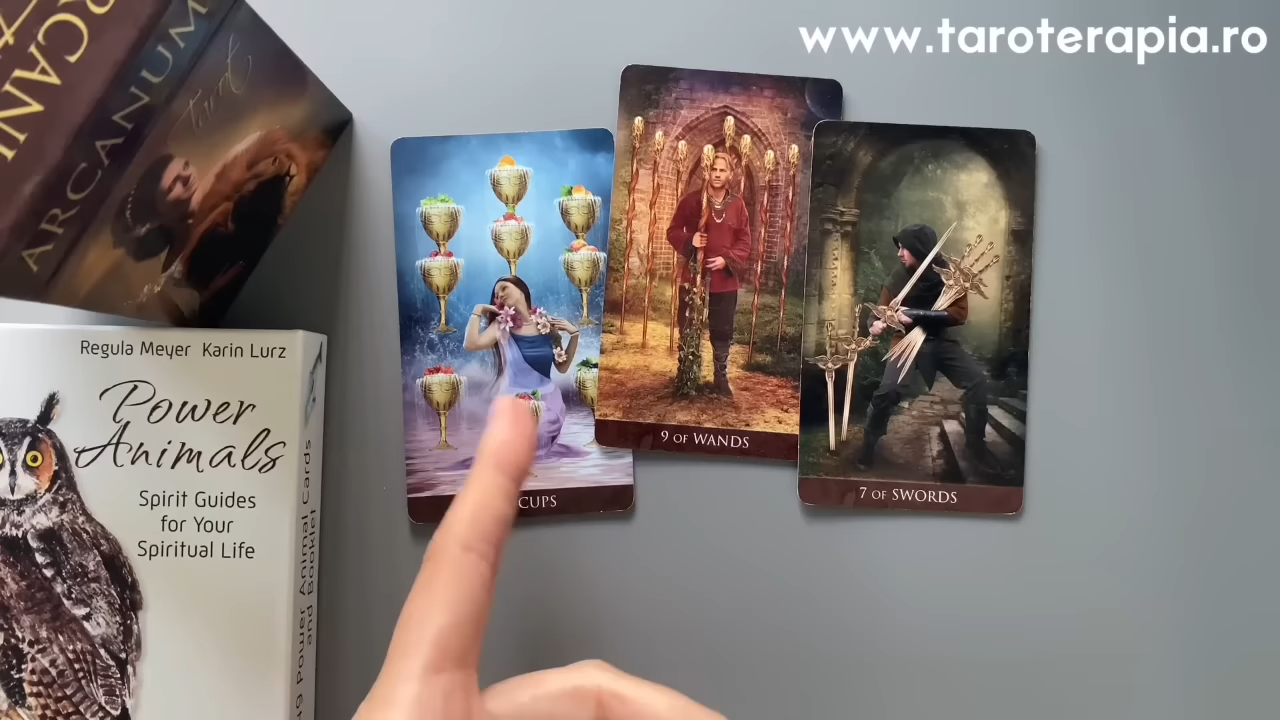 www.taroterapia.ro
ARCANUM
tarot
Regula Meyer Karin Lurz
Power
Animals
Spirit Guides
for Your
Spiritual Life
49 Power Animal Cards
and Booklet
CUPS
9 OF WANDS
7 OF SWORDS